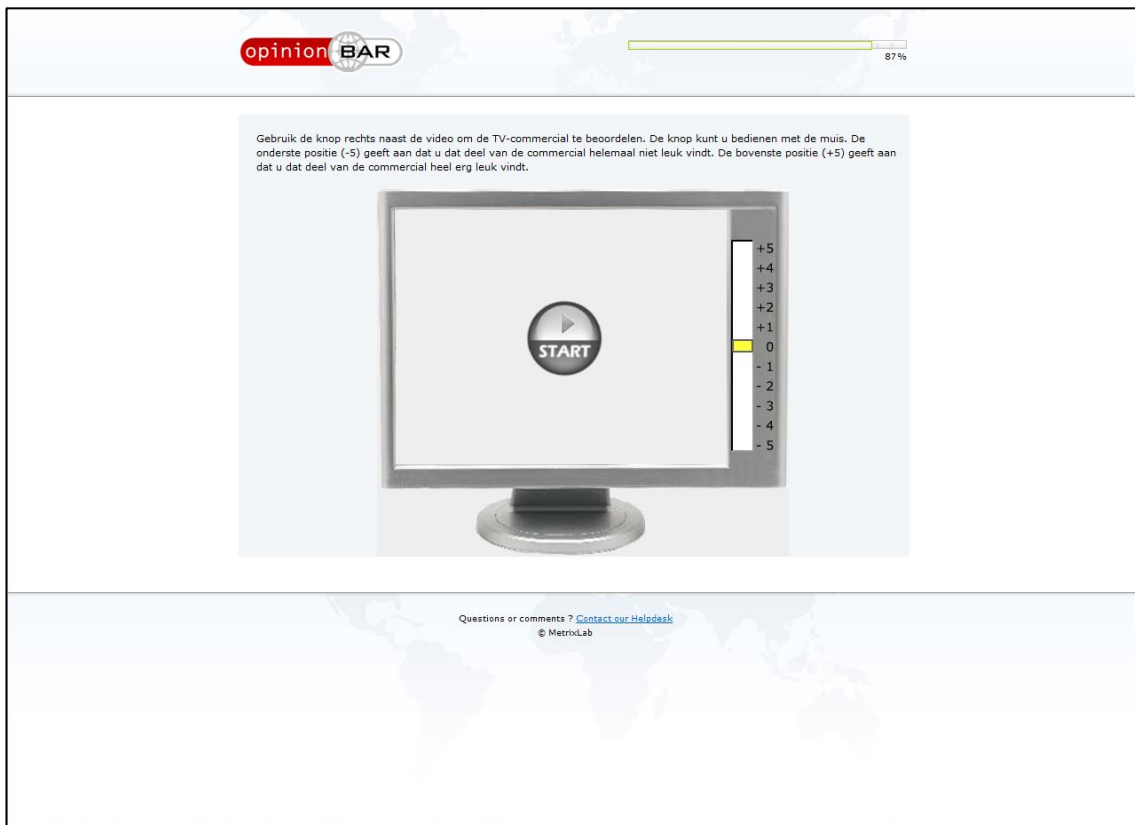 opinion BAR
87%
Gebruik de knop rechts naast de video om de TV-commercial te beoordelen. De knop kunt u bedienen met de muis. De
onderste positie (-5) geeft aan dat u dat deel van de commercial helemaal niet leuk vindt. De bovenste positie (+5) geeft aan
dat u dat deel van de commercial heel erg leuk vindt.
+5
+4
+3
+2
+1
0
- 1
- 2
- 3
- 4
- 5
START
Questions or comments ? Contact our Helpdesk
© MetrixLab